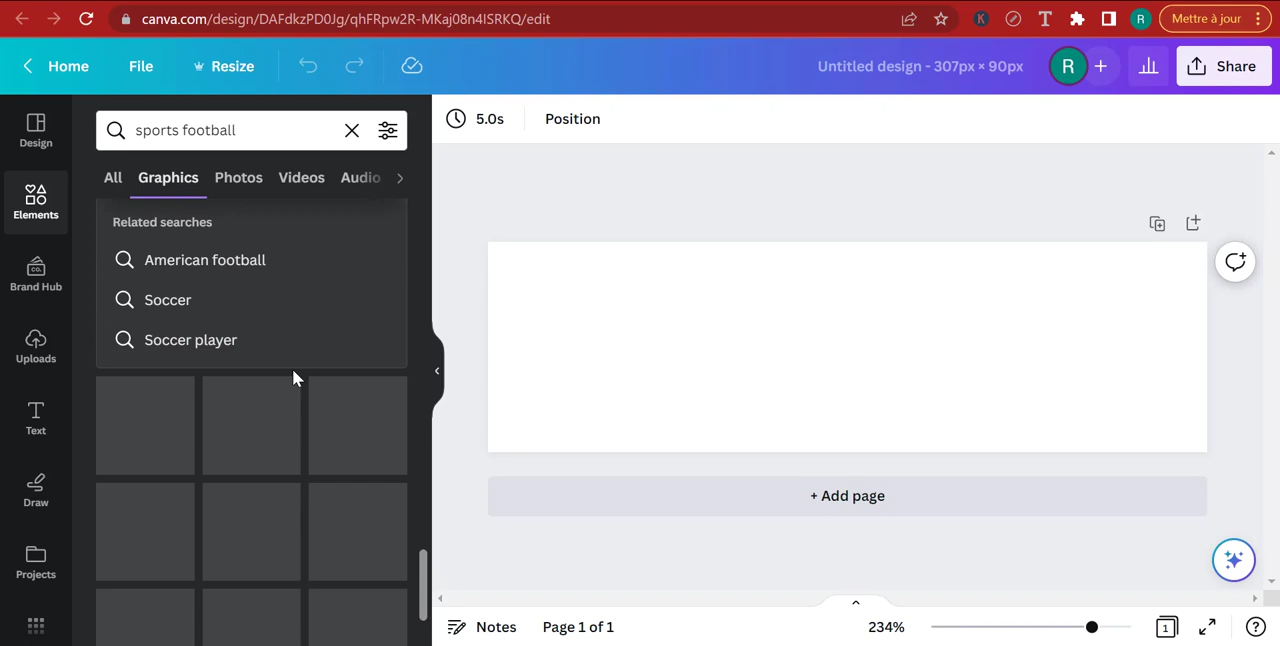 canva.com/design/DAFdkzPD0Jg/qhFRpw2R-MKaj08n4ISRKQ/edit
K
T
R
Mettre à jour
Home
File
Resize
Untitled design - 307px × 90px
R
Share
Design
Elements
CO.
Brand Hub
Uploads
Text
Draw
Projects
sports football
All
Graphics
Photos
Videos
Audio
Related searches
American football
Soccer
Soccer player
5.0s
Position
+ Add page
Notes
Page 1 of 1
234%
1